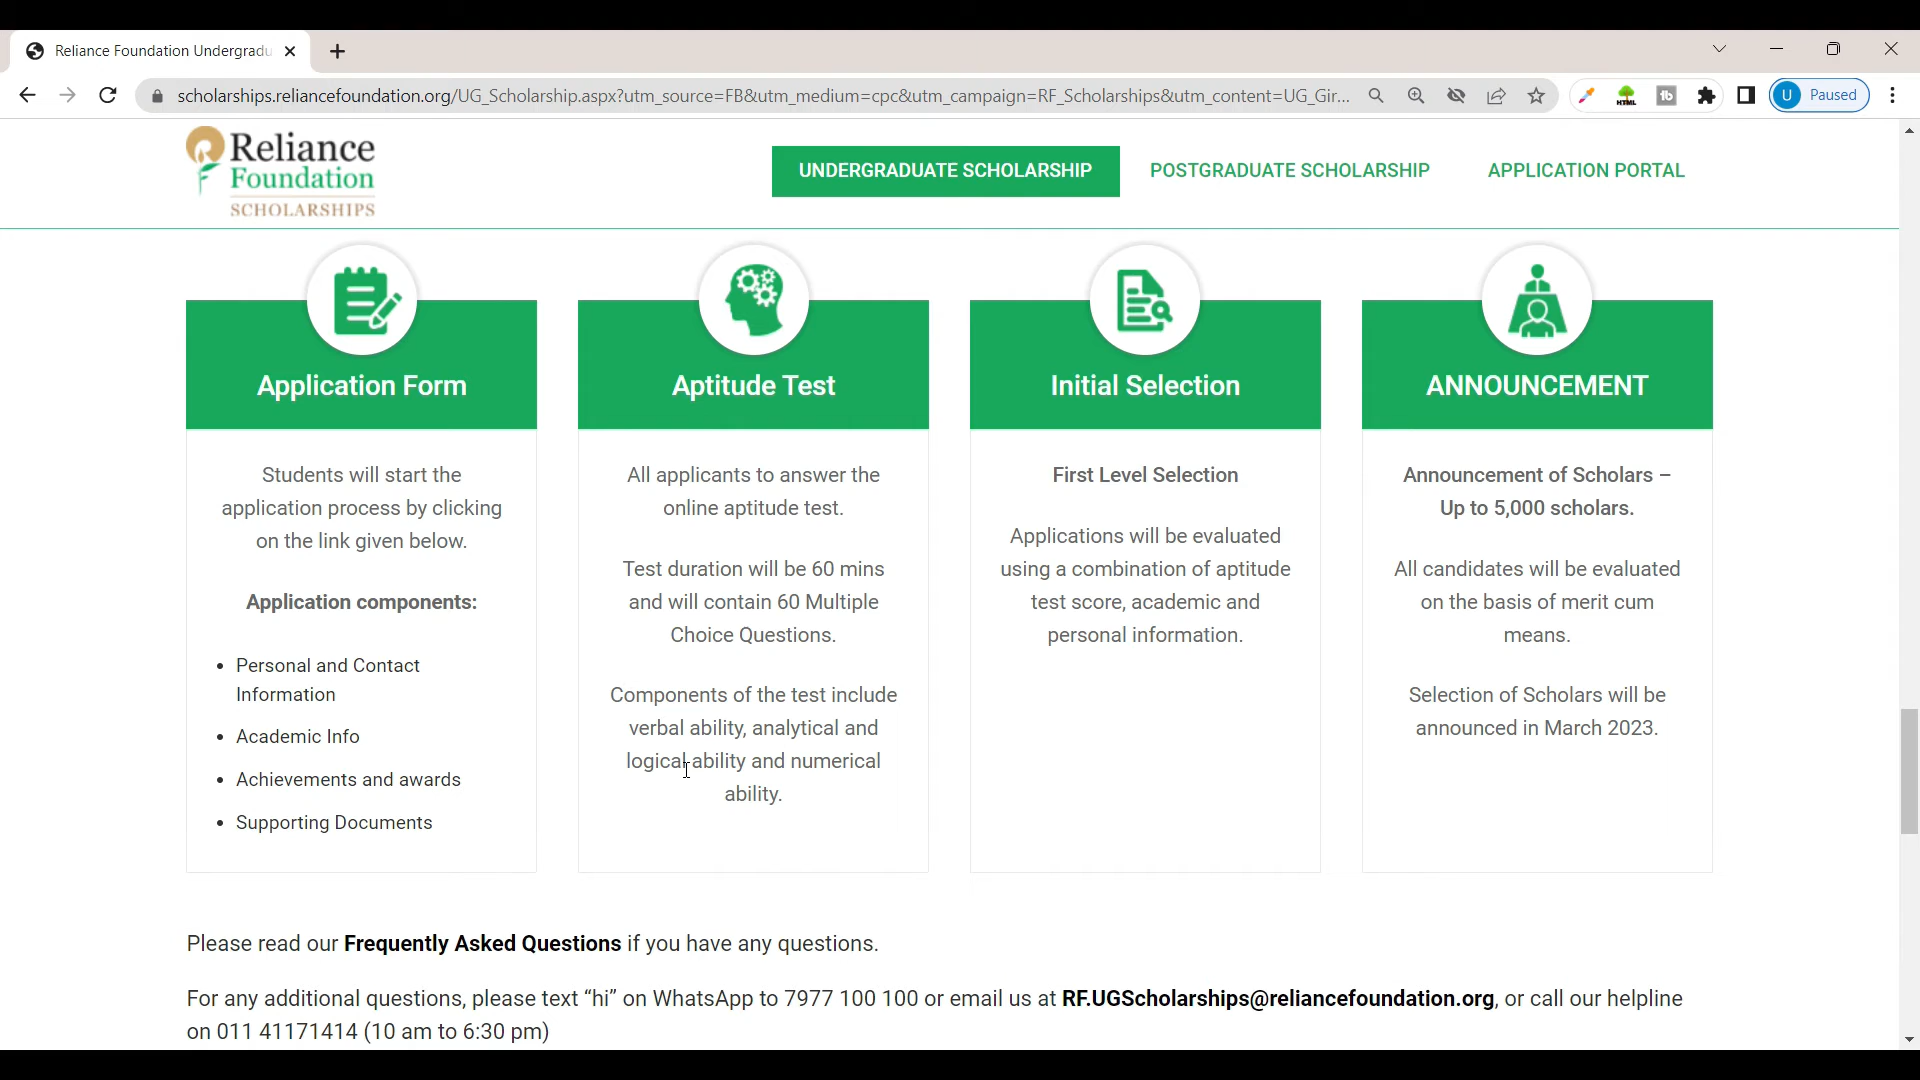 Reliance Foundation Undergradu
scholarships.reliancefoundation.org/UG_Scholarship.aspx?utm_source=FB&utm_medium=cpc&utm_campaign=RF_Scholarships&utm_content=UG_Gir...
HTML
tb
U Paused
Reliance
Foundation
SCHOLARSHIPS
UNDERGRADUATE SCHOLARSHIP
POSTGRADUATE SCHOLARSHIP
APPLICATION PORTAL
Application Form
Students will start the
application process by clicking
on the link given below.
Application components:
• Personal and Contact
Information
• Academic Info
• Achievements and awards
• Supporting Documents
Aptitude Test
All applicants to answer the
online aptitude test.
Test duration will be 60 mins
and will contain 60 Multiple
Choice Questions.
Components of the test include
verbal ability, analytical and
logical ability and numerical
ability.
Initial Selection
First Level Selection
Applications will be evaluated
using a combination of aptitude
test score, academic and
personal information.
ANNOUNCEMENT
Announcement of Scholars –
Up to 5,000 scholars.
All candidates will be evaluated
on the basis of merit cum
means.
Selection of Scholars will be
announced in March 2023.
Please read our Frequently Asked Questions if you have any questions.
For any additional questions, please text “hi” on WhatsApp to 7977 100 100 or email us at RF.UGScholarships@reliancefoundation.org, or call our helpline
on 011 41171414 (10 am to 6:30 pm)